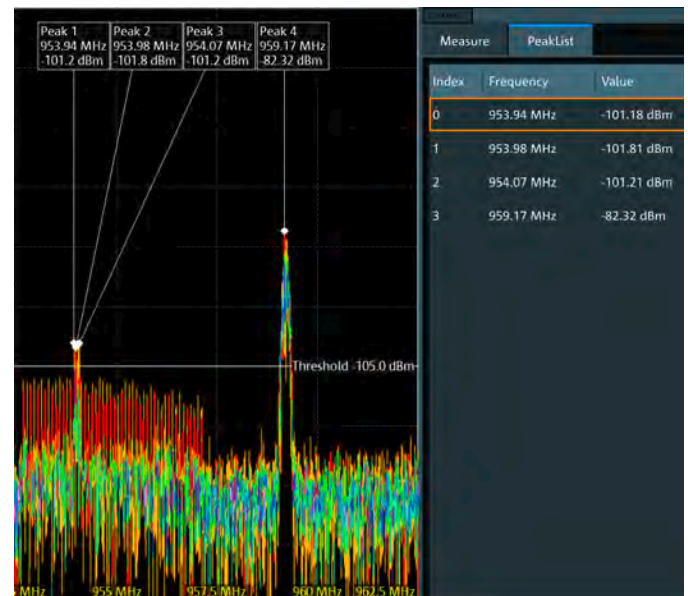 Peak 1
953.94 MHz
-101.2 dBm
Peak 2
953.98 MHz
-101.8 dBm
Peak 3
954.07 MHz
-101.2 dBm
Peak 4
959.17 MHz
-82.32 dBm
Threshold -105.0 dBm
MHz
955 MHz
957.5 MHz
960 MHz
962.5 MHz
Measure
PeakList
Index Frequency Value
0 953.94 MHz -101.18 dBm
1 953.98 MHz -101.81 dBm
2 954.07 MHz -101.21 dBm
3 959.17 MHz -82.32 dBm